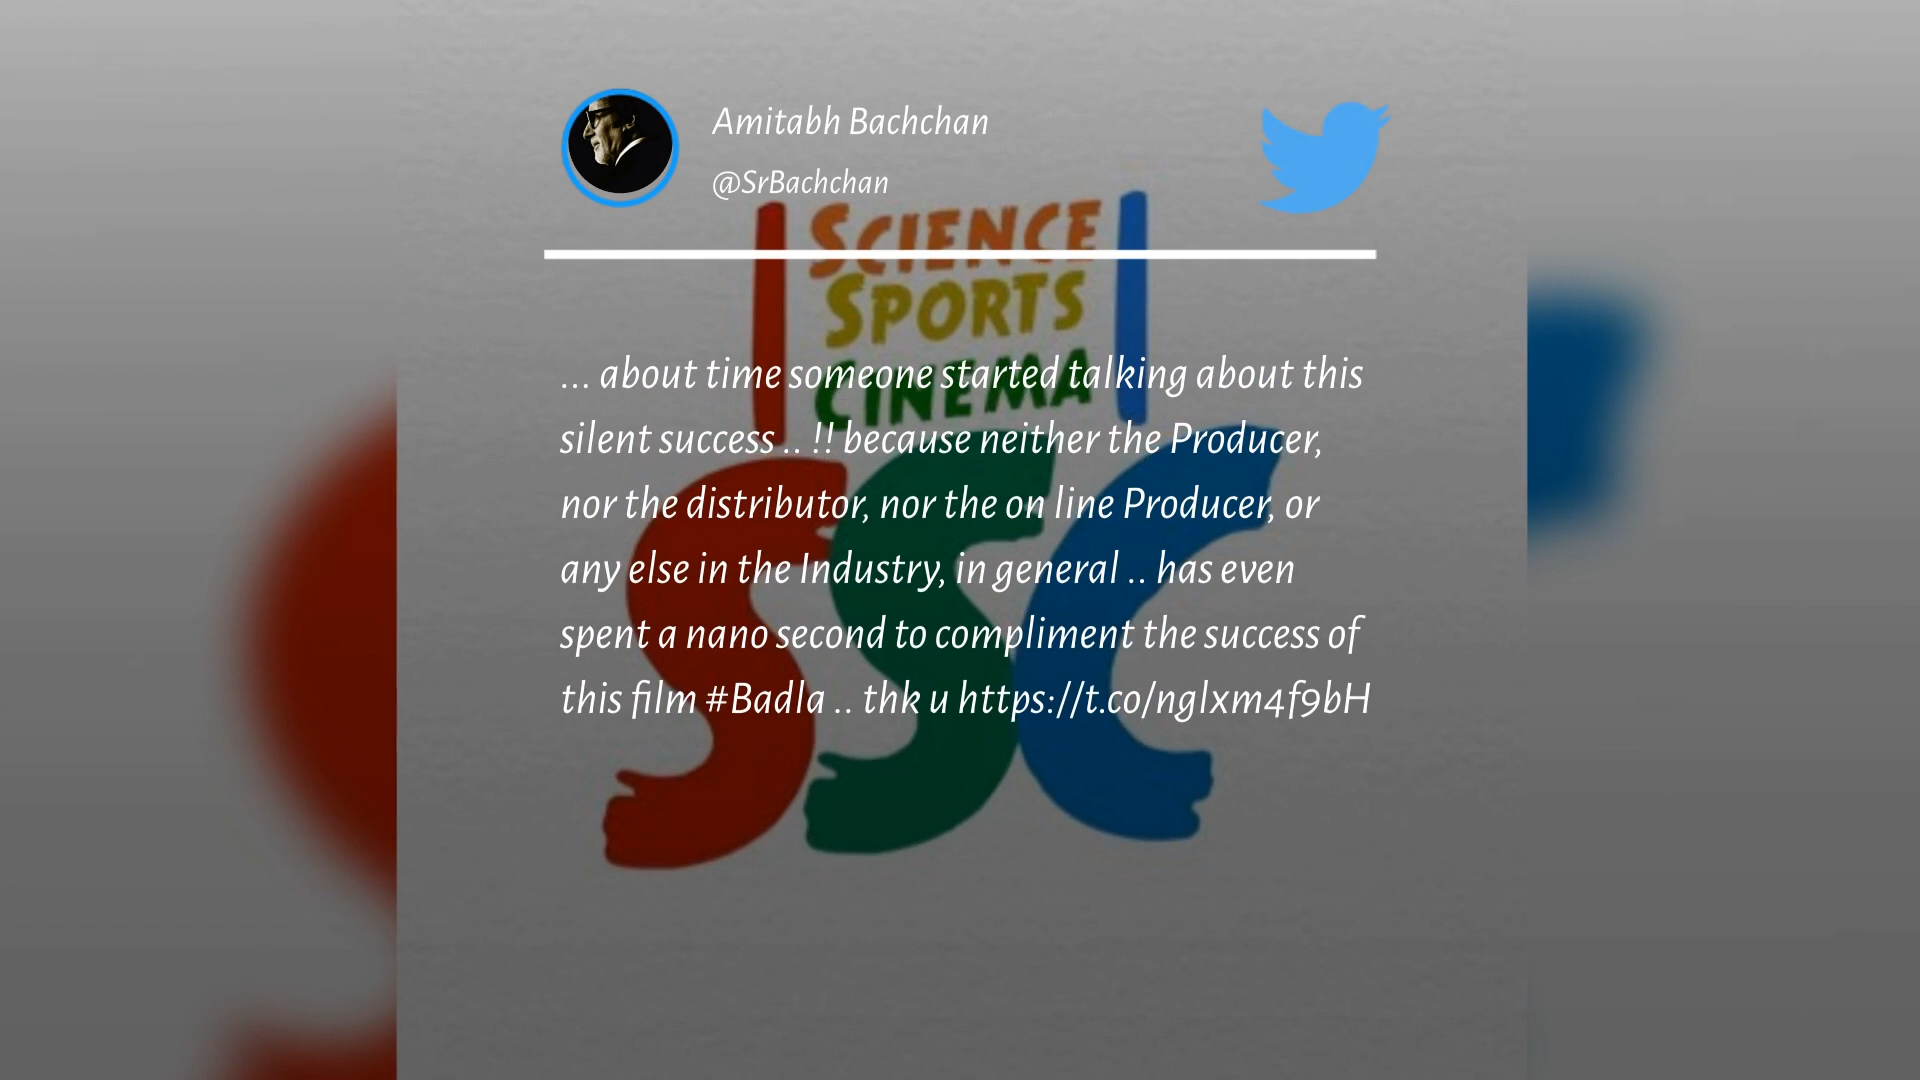 Amitabh Bachchan
@SrBachchan
SCIENCE
SPORTS
CINEMA
... about time someone started talking about this
silent success .. !! because neither the Producer,
nor the distributor, nor the on line Producer, or
any else in the Industry, in general .. has even
spent a nano second to compliment the success of
this film #Badla .. thk u https://t.co/nglxm4f9bH
SSC